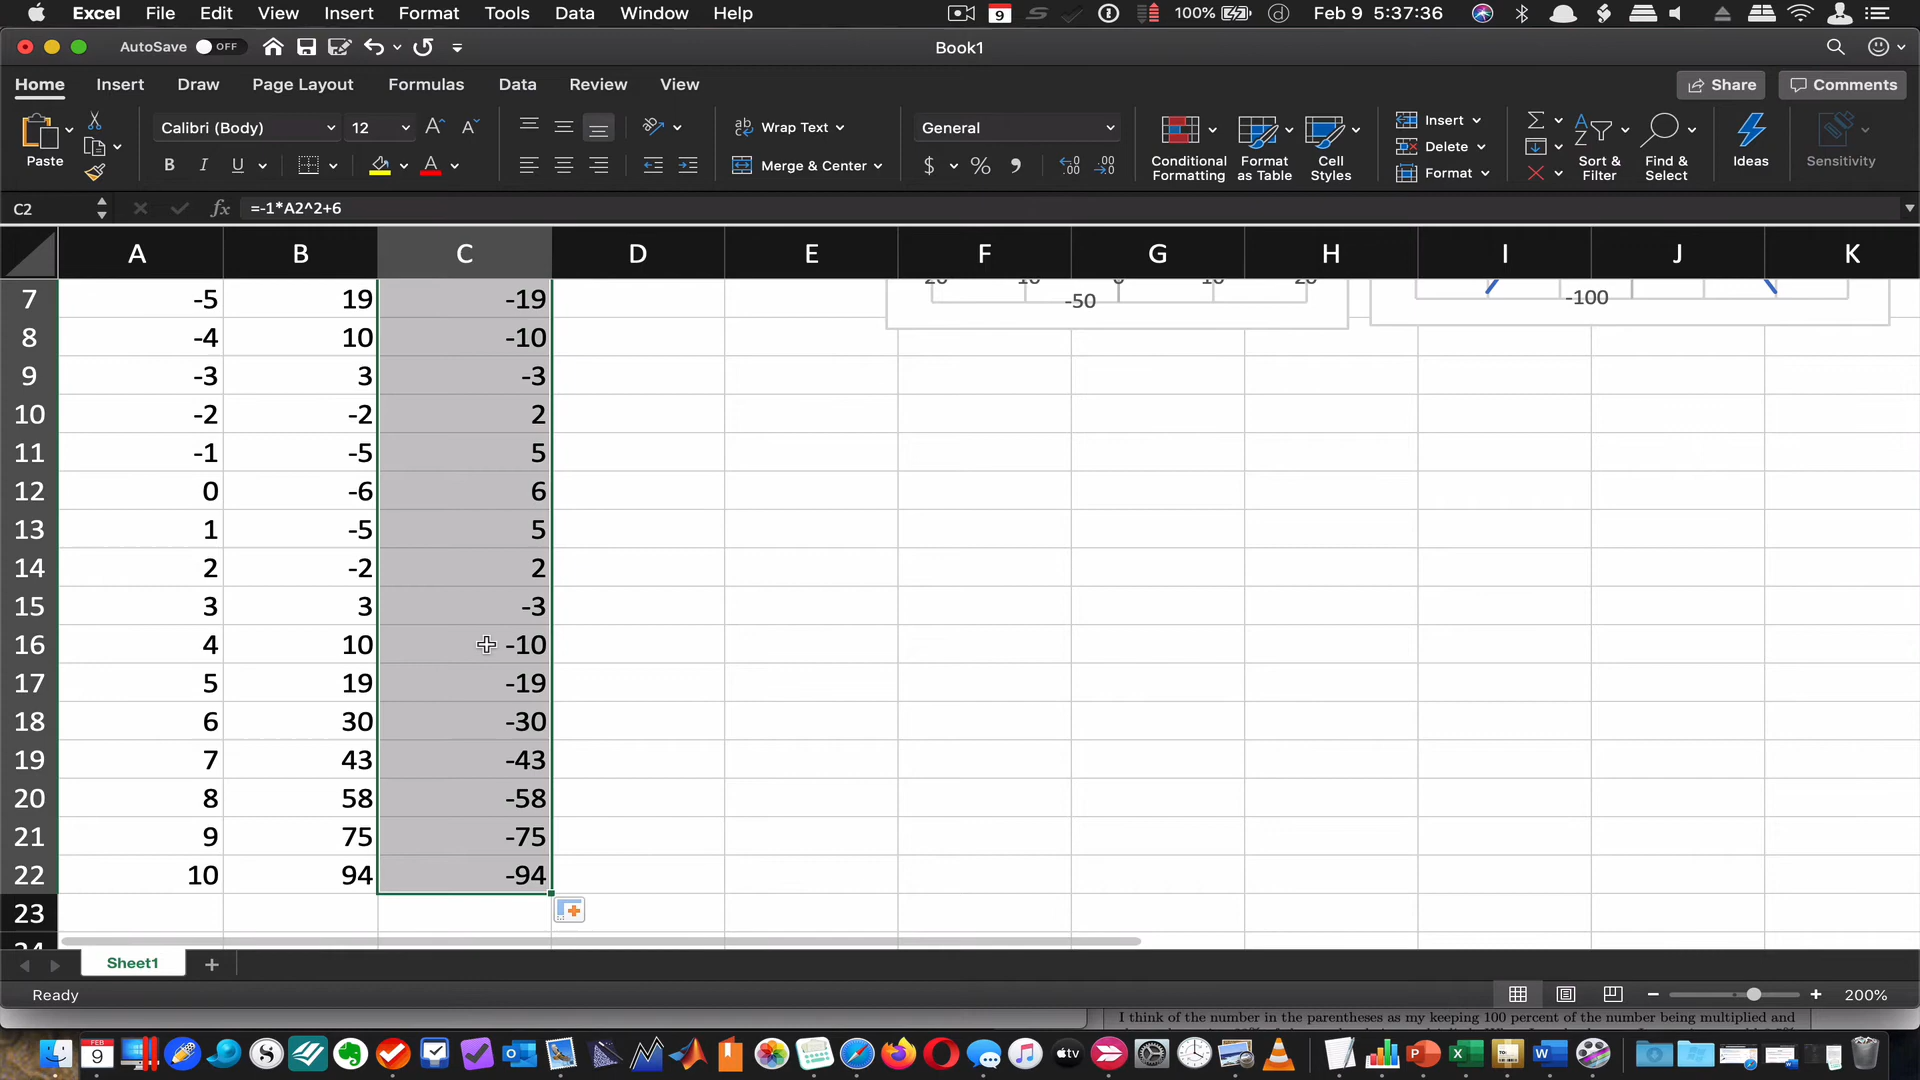 Excel File Edit View Insert Format Tools Data Window Help 9 100% Feb 9 5:37:36
AutoSave OFF Book1
Home Insert Draw Page Layout Formulas Data Review View Share Comments
Paste Calibri (Body) 12 A A ab Wrap Text General Conditional Formatting Format as Table Cell Styles Insert Sort & Filter Find & Select Ideas Sensitivity
B I U A Merge & Center $ % Delete
Format
C2 fx =-1*A2^2+6
A B C D E F G H I J K
7 -5 19 -19 -50 -100
8 -4 10 -10
9 -3 3 -3
10 -2 -2 2
11 -1 -5 5
12 0 -6 6
13 1 -5 5
14 2 -2 2
15 3 3 -3
16 4 10 -10
17 5 19 -19
18 6 30 -30
19 7 43 -43
20 8 58 -58
21 9 75 -75
22 10 94 -94
23
Sheet1 +
Ready 200%
I think of the number in the parentheses as my keeping 100 percent of the number being multiplied and
FEB 9 tv